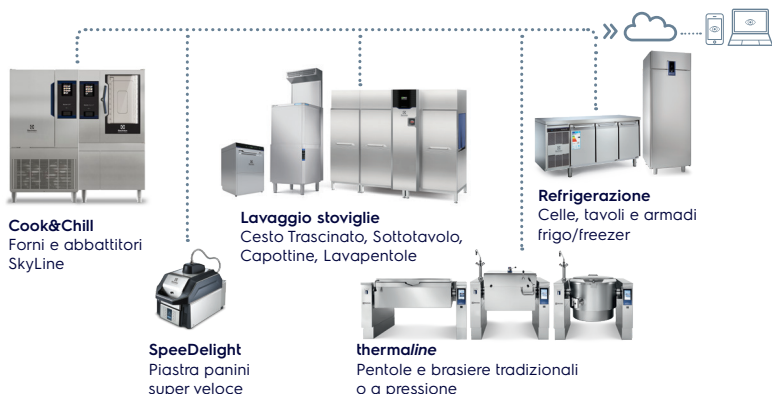 Cook&Chill
Forni e abbattitori
SkyLine
Lavaggio stoviglie
Cesto Trascinato, Sottotavolo,
Capottine, Lavapentole
Refrigerazione
Celle, tavoli e armadi
frigo/freezer
SpeeDelight
Piastra panini
super veloce
thermaline
Pentole e brasiere tradizionali
o a pressione